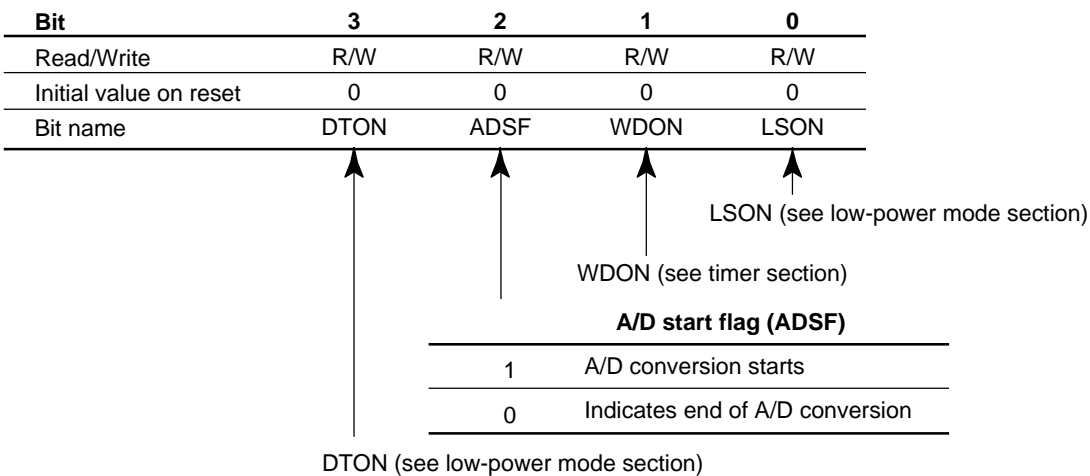 Bit 3 2 1 0
Read/Write R/W R/W R/W R/W
Initial value on reset 0 0 0 0
Bit name DTON ADSF WDON LSON
LSON (see low-power mode section)
WDON (see timer section)
A/D start flag (ADSF)
1 A/D conversion starts
0 Indicates end of A/D conversion
DTON (see low-power mode section)